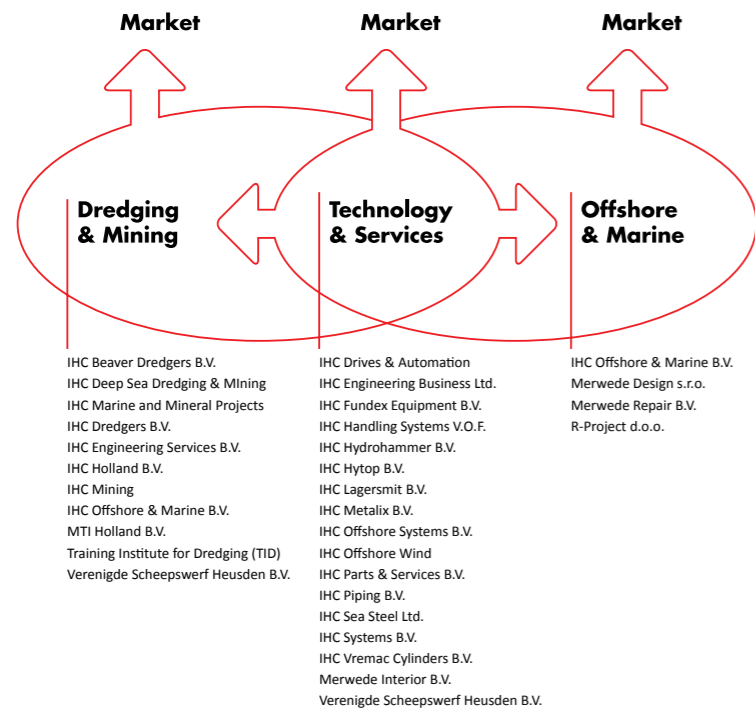 Market
Market
Market
Dredging
& Mining
Technology
& Services
Offshore
& Marine
IHC Beaver Dredgers B.V.
IHC Deep Sea Dredging & MIning
IHC Marine and Mineral Projects
IHC Dredgers B.V.
IHC Engineering Services B.V.
IHC Holland B.V.
IHC Mining
IHC Offshore & Marine B.V.
MTI Holland B.V.
Training Institute for Dredging (TID)
Verenigde Scheepswerf Heusden B.V.
IHC Drives & Automation
IHC Engineering Business Ltd.
IHC Fundex Equipment B.V.
IHC Handling Systems V.O.F.
IHC Hydrohammer B.V.
IHC Hytop B.V.
IHC Lagersmit B.V.
IHC Metalix B.V.
IHC Offshore Systems B.V.
IHC Offshore Wind
IHC Parts & Services B.V.
IHC Piping B.V.
IHC Sea Steel Ltd.
IHC Systems B.V.
IHC Vremac Cylinders B.V.
Merwede Interior B.V.
Verenigde Scheepswerf Heusden B.V.
IHC Offshore & Marine B.V.
Merwede Design s.r.o.
Merwede Repair B.V.
R-Project d.o.o.